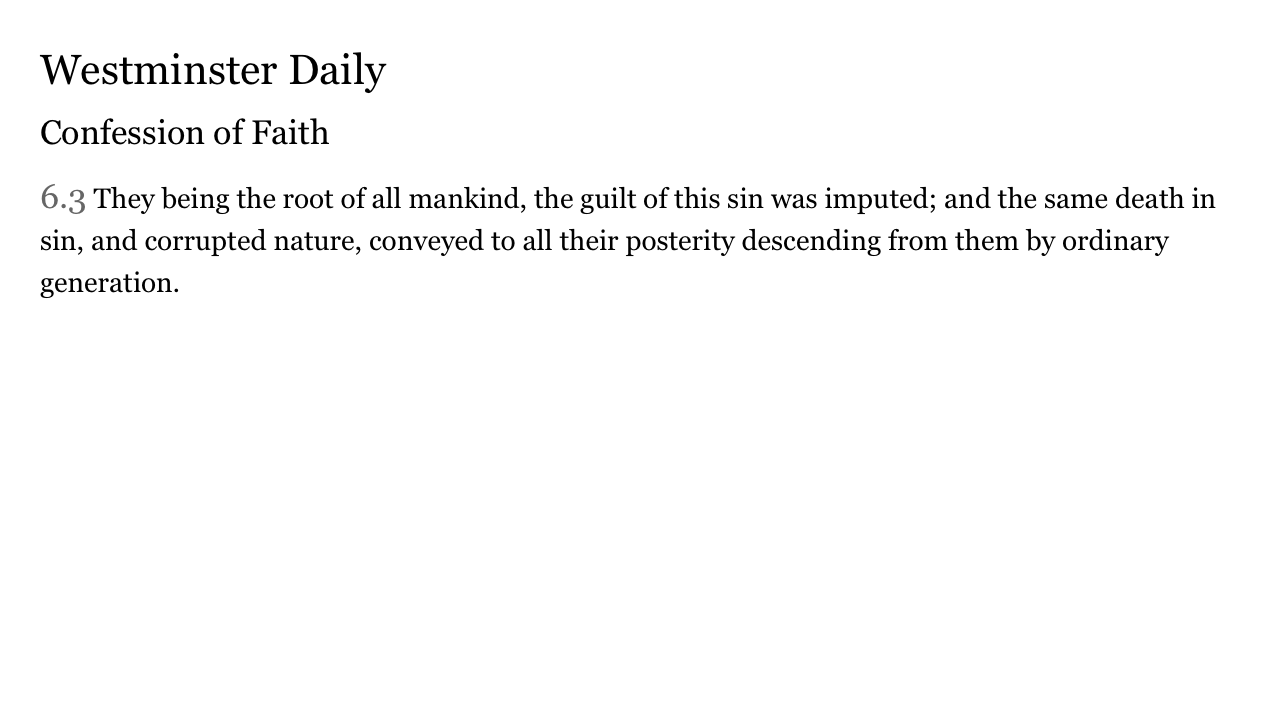 Westminster Daily
Confession of Faith
6.3 They being the root of all mankind, the guilt of this sin was imputed; and the same death in
sin, and corrupted nature, conveyed to all their posterity descending from them by ordinary
generation.